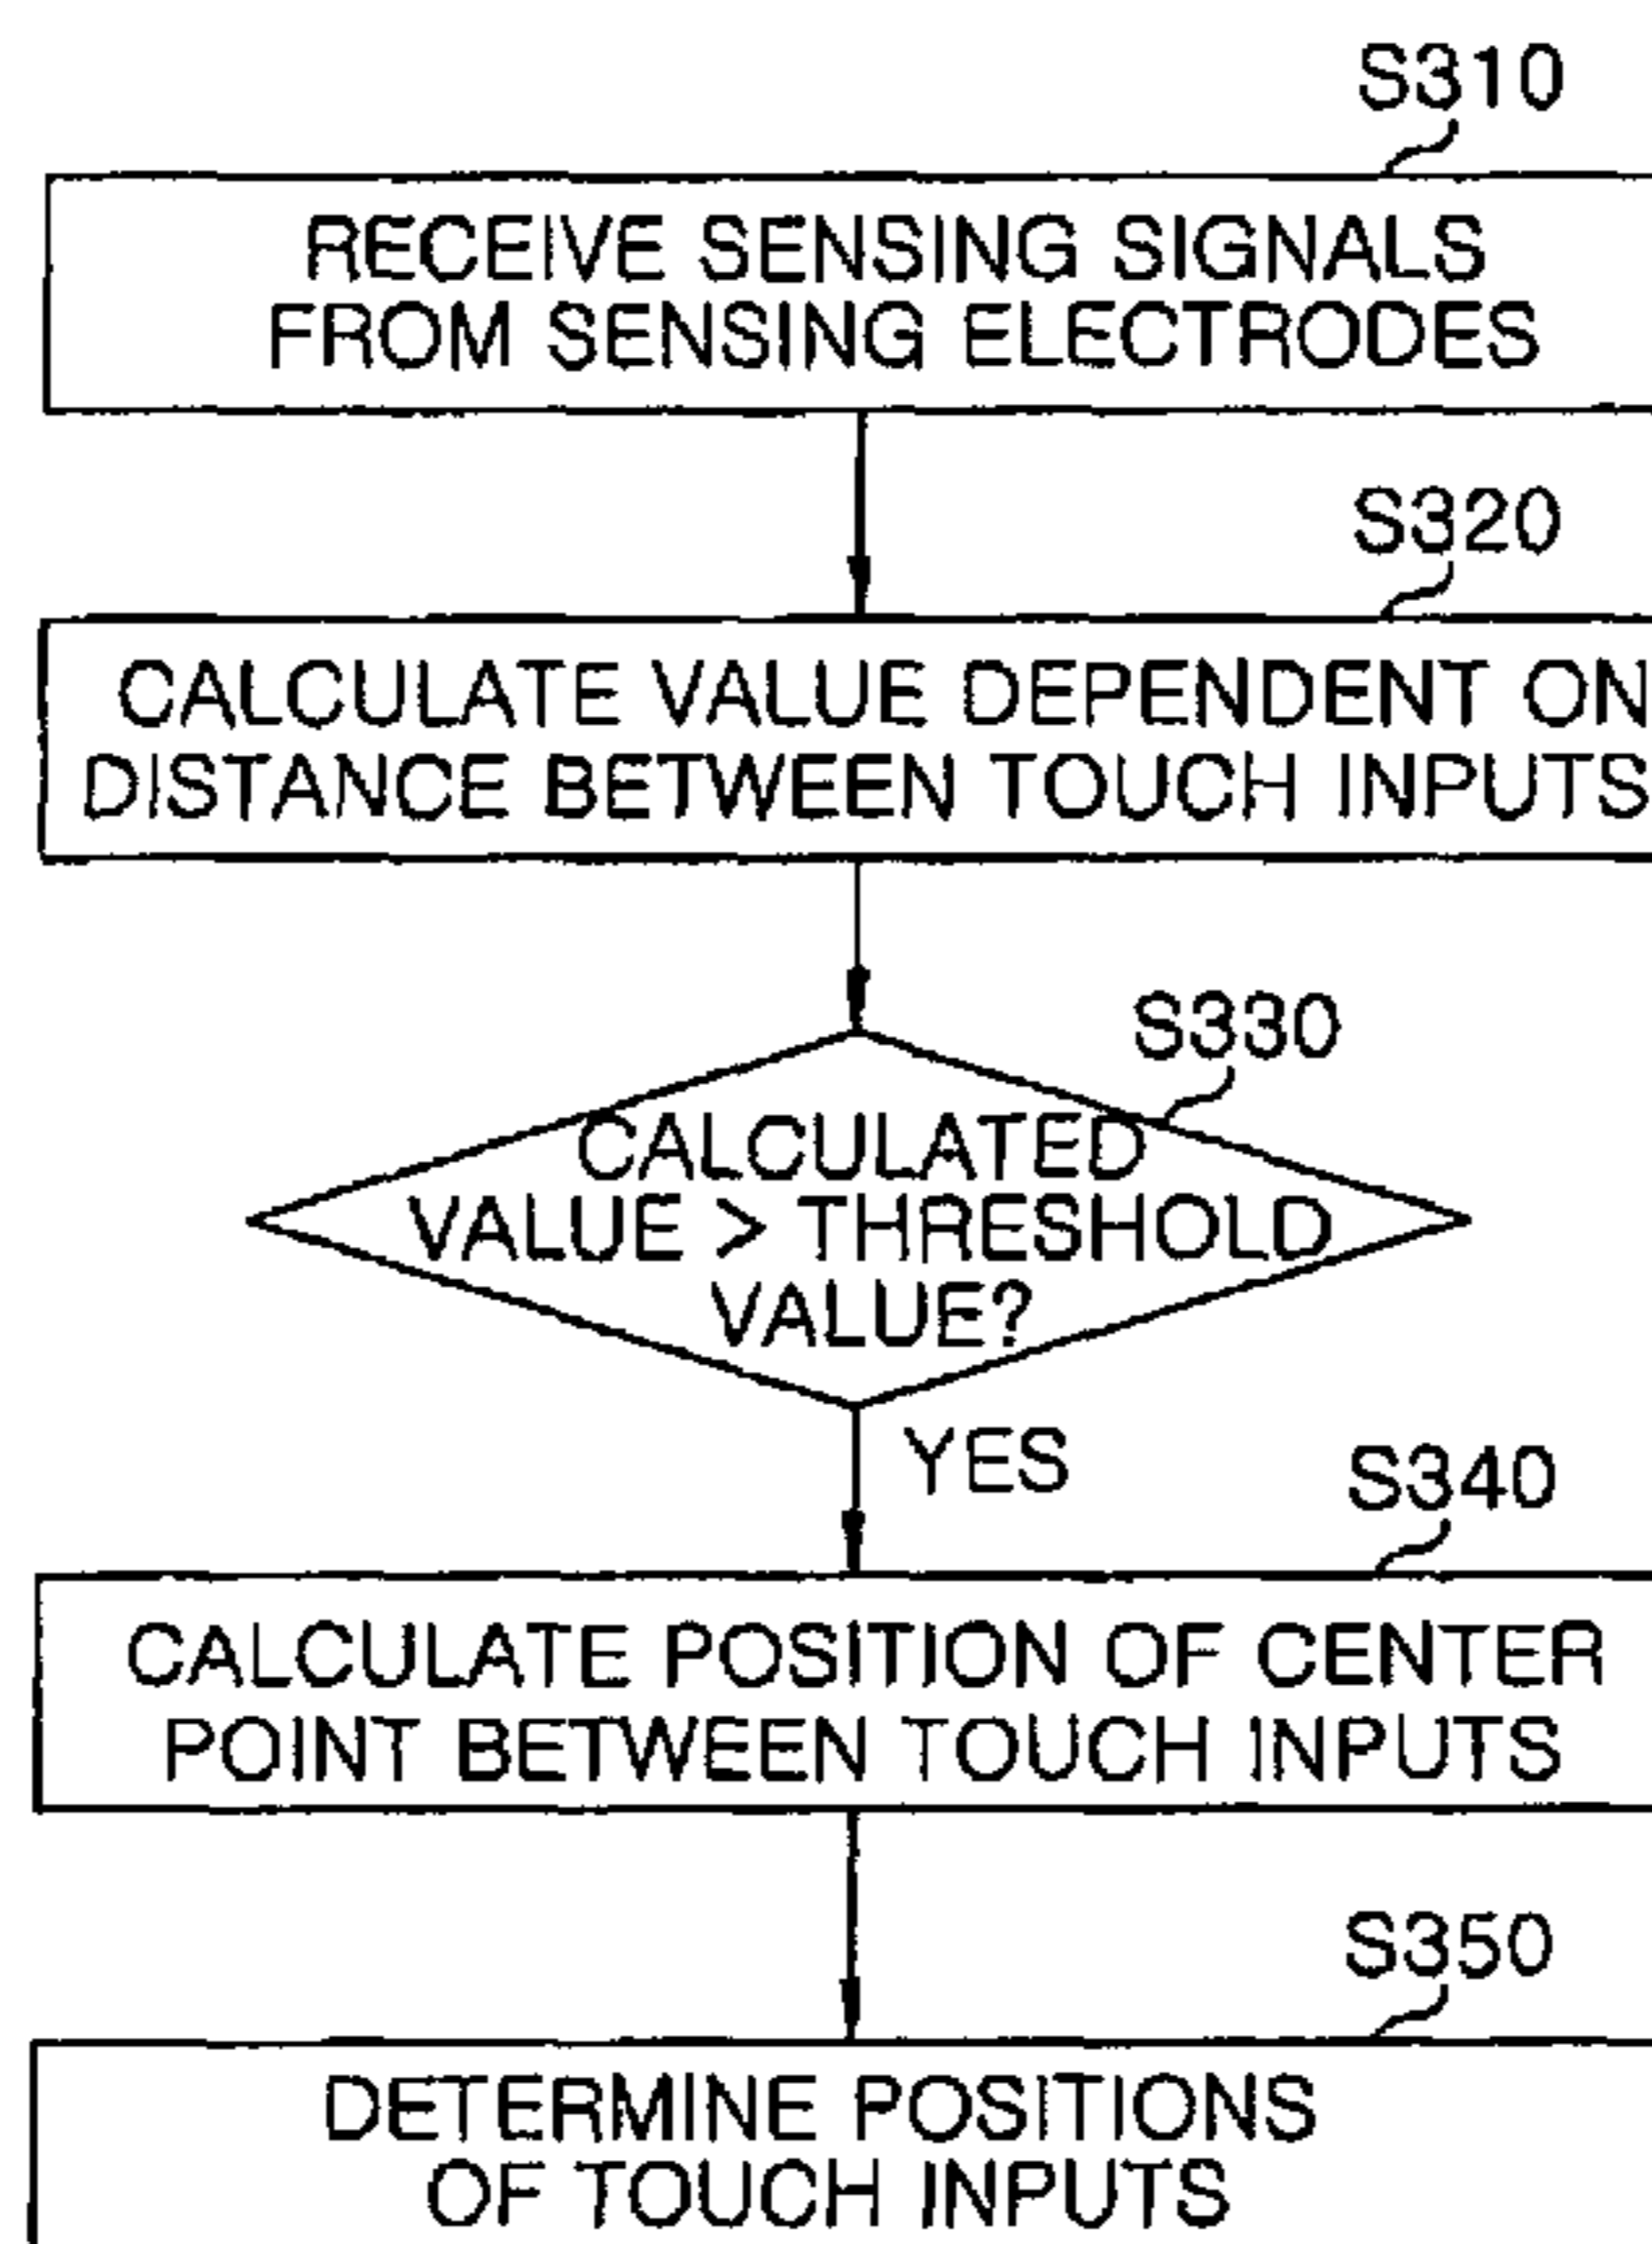 S310
RECEIVE SENSING SIGNALS
FROM SENSING ELECTRODES
S320
CALCULATE VALUE DEPENDENT ON
DISTANCE BETWEEN TOUCH INPUTS
S330
CALCULATED
VALUE > THRESHOLD
VALUE?
YES
S340
CALCULATE POSITION OF CENTER
POINT BETWEEN TOUCH INPUTS
S350
DETERMINE POSITIONS
OF TOUCH INPUTS